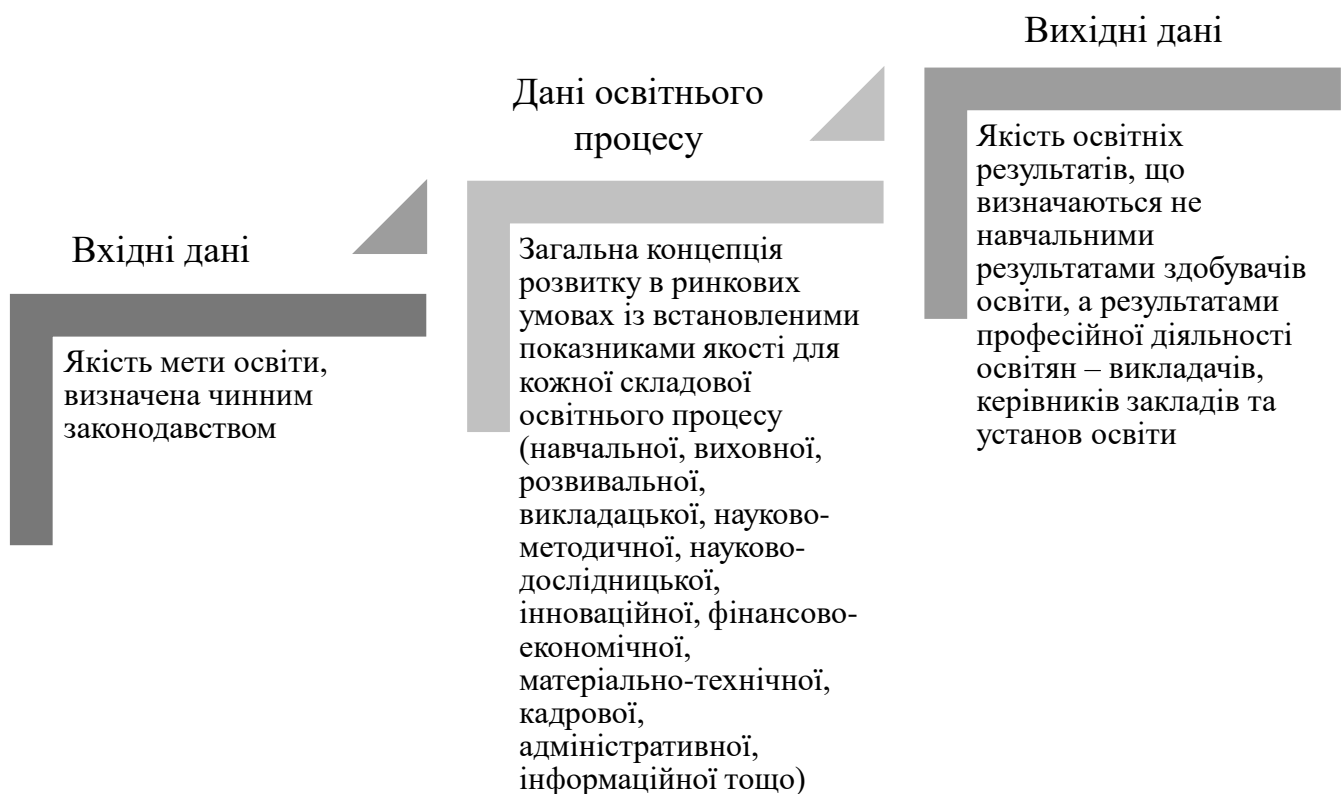 Вхідні дані
Якість мети освіти,
визначена чинним
законодавством
Дані освітнього
процесу
Загальна концепція
розвитку в ринкових
умовах із встановленими
показниками якості для
кожної складової
освітнього процесу
(навчальної, виховної,
розвивальної,
викладацької, науково-
методичної, науково-
дослідницької,
інноваційної, фінансово-
економічної,
матеріально-технічної,
кадрової,
адміністративної,
інформаційної тощо)
Вихідні дані
Якість освітніх
результатів, що
визначаються не
навчальними
результатами здобувачів
освіти, а результатами
професійної діяльності
освітян – викладачів,
керівників закладів та
установ освіти